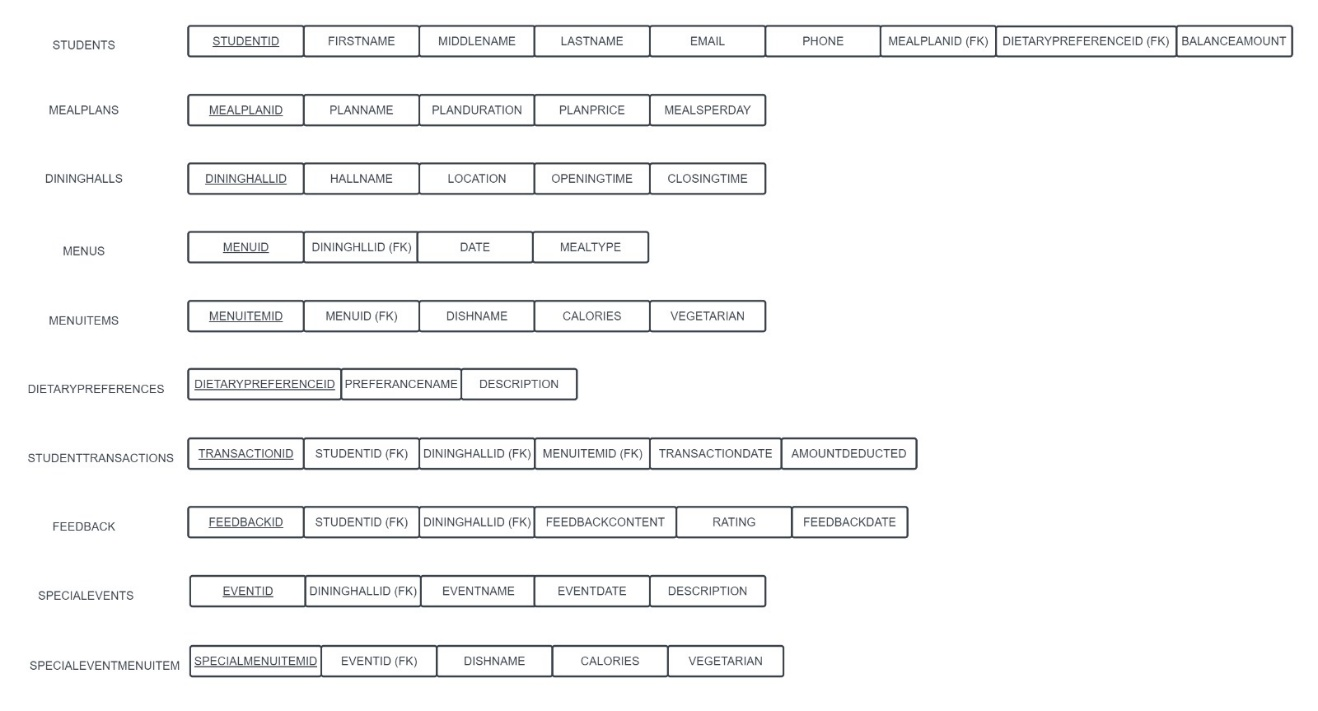 STUDENTS STUDENTID FIRSTNAME MIDDLENAME LASTNAME EMAIL PHONE MEALPLANID (FK) DIETARYPREFERENCEID (FK) BALANCEAMOUNT
MEALPLANS MEALPLANID PLANNAME PLANDURATION PLANPRICE MEALSPERDAY
DININGHALLS DININGHALLID HALLNAME LOCATION OPENINGTIME CLOSINGTIME
MENUS MENUID DININGHLLID (FK) DATE MEALTYPE
MENUITEMS MENUITEMID MENUID (FK) DISHNAME CALORIES VEGETARIAN
DIETARYPREFERENCES DIETARYPREFERENCEID PREFERANCENAME DESCRIPTION
STUDENTTRANSACTIONS TRANSACTIONID STUDENTID (FK) DININGHALLID (FK) MENUITEMID (FK) TRANSACTIONDATE AMOUNTDEDUCTED
FEEDBACK FEEDBACKID STUDENTID (FK) DININGHALLID (FK) FEEDBACKCONTENT RATING FEEDBACKDATE
SPECIALEVENTS EVENTID DININGHALLID (FK) EVENTNAME EVENTDATE DESCRIPTION
SPECIALEVENTMENUITEM SPECIALMENUITEMID EVENTID (FK) DISHNAME CALORIES VEGETARIAN